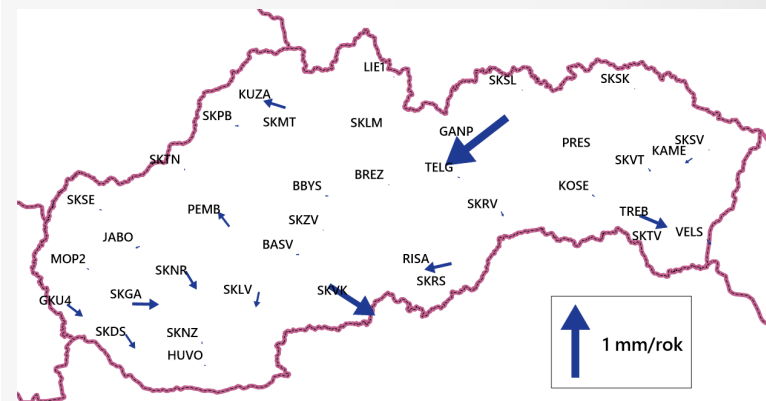 LIE1
SKSL
SKSK
KUZA
SKPB
SKMT
SKLM
GANP
PRES
SKSV
KAME
SKVT
SKTN
TELG
BREZ
BBYS
KOSE
SKSE
PEMB
SKRV
TREB
SKZV
VELS
SKTV
JABO
BASV
MOP2
RISA
SKNR
SKRS
SKLV
SKVK
SKGA
GKU4
SKDS
SKNZ
HUVO
1 mm/rok